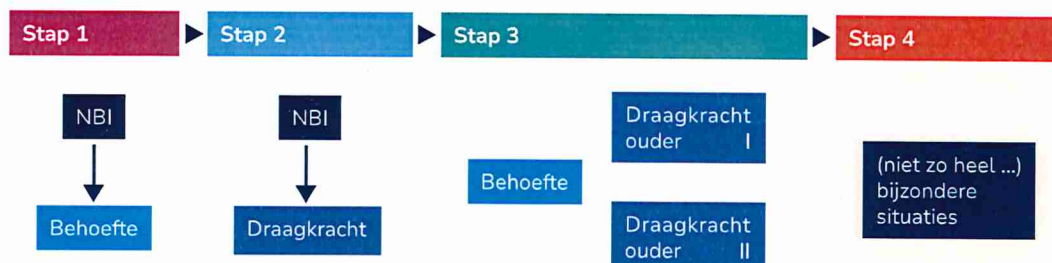 Stap 1
Stap 2
Stap 3
Stap 4
NBI
Behoefte
NBI
Draagkracht
Behoefte
Draagkracht
ouder I
Draagkracht
ouder II
(niet zo heel ...)
bijzondere
situaties